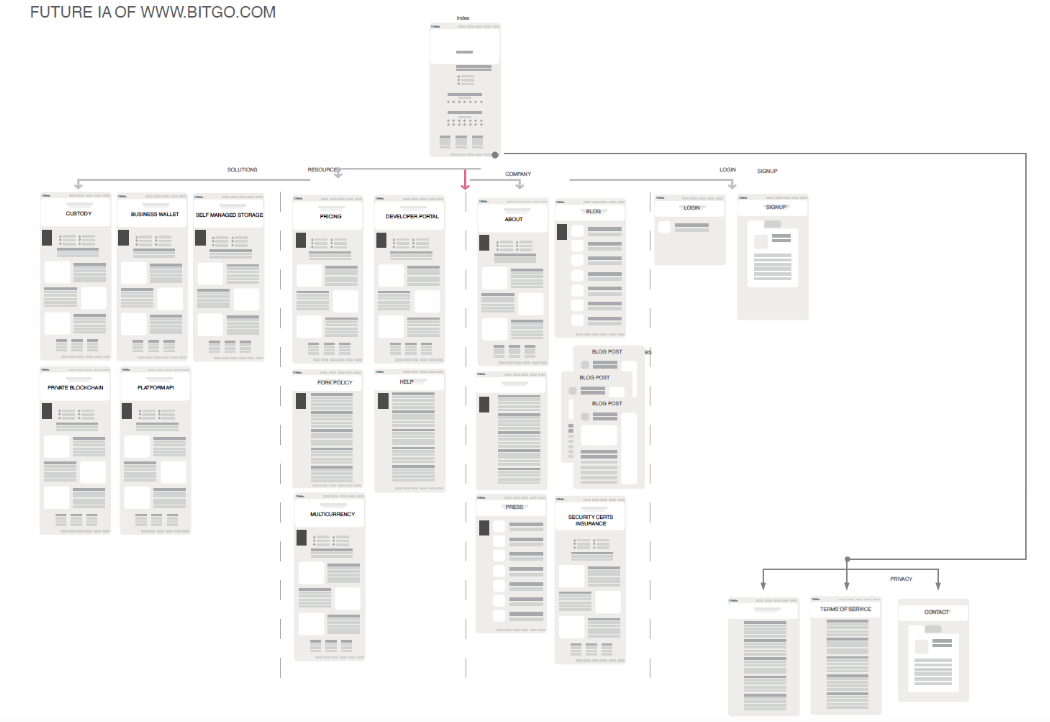 FUTURE IA OF WWW.BITGO.COM
Index
SOLUTIONS
RESOURCES
COMPANY
LOGIN
SIGNUP
CUSTODY
BUSINESS WALLET
SELF MANAGED STORAGE
PRICING
DEVELOPER PORTAL
ABOUT
BLOG
LOGIN
SIGNUP
BLOG POST
BLOG POST
BLOG POST
PRIVATE BLOCKCHAIN
PLATFORM API
FORK POLICY
HELP
PRESS
MULTICURRENCY
SECURITY CERTS
INSURANCE
PRIVACY
TERMS OF SERVICE
CONTACT